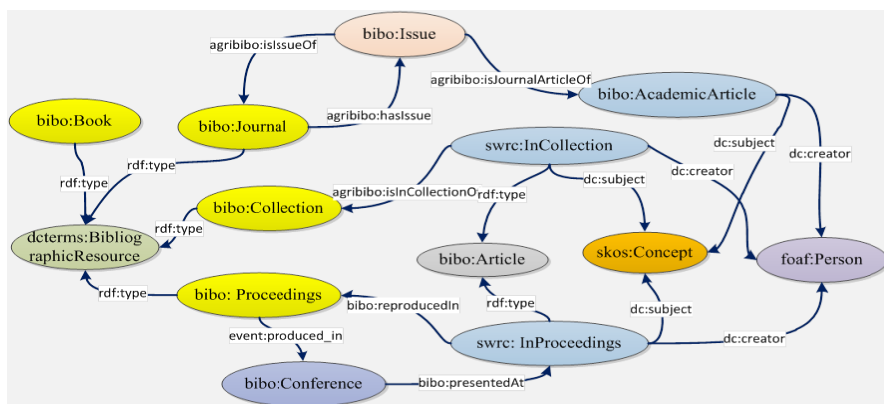 bibo:Issue
agribibo:isIssueOf
agribibo:isJournalArticleOf
bibo:AcademicArticle
bibo:Book
bibo:Journal
agribibo:hasIssue
swrc:InCollection
dc:subject
dc:creator
rdf:type
rdf:type
dc:subject
dc:creator
agribibo:isInCollectionO
rdf:type
bibo:Collection
rdf:type
dcterms:Bibliog
raphicResource
bibo:Article
skos:Concept
foaf:Person
rdf:type
bibo: Proceedings
bibo:reproducedIn
rdf:type
dc:subject
event:produced_in
swrc: InProceedings
dc:creator
bibo:Conference
bibo:presentedAt